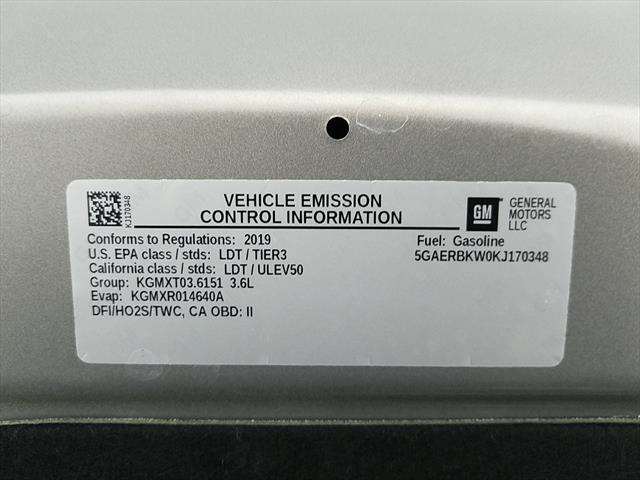 KJ170348
VEHICLE EMISSION
CONTROL INFORMATION
GM
GENERAL
MOTORS
LLC
Conforms to Regulations: 2019
U.S. EPA class / stds: LDT / TIER3
California class / stds: LDT / ULEV50
Group: KGMXT03.6151 3.6L
Evap: KGMXR014640A
DFI/HO2S/TWC, CA OBD: II
Fuel: Gasoline
5GAERBKW0KJ170348